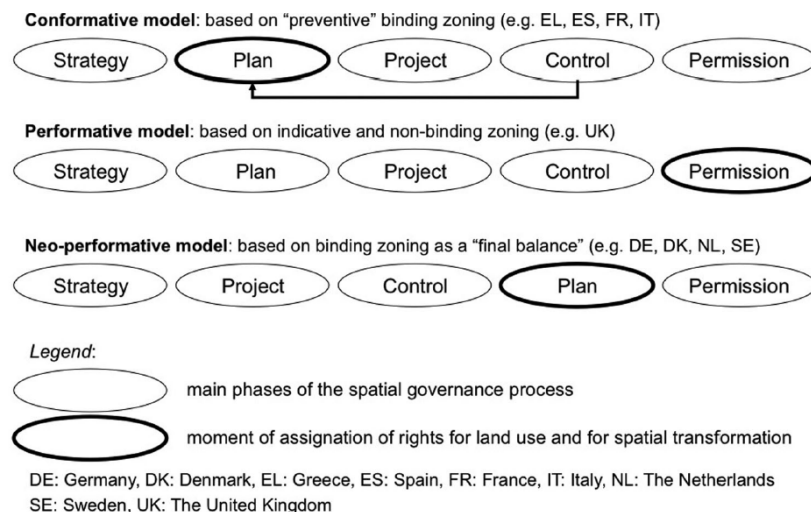 Conformative model: based on “preventive” binding zoning (e.g. EL, ES, FR, IT)
Strategy Plan Project Control Permission
Performative model: based on indicative and non-binding zoning (e.g. UK)
Strategy Plan Project Control Permission
Neo-performative model: based on binding zoning as a “final balance” (e.g. DE, DK, NL, SE)
Strategy Project Control Plan Permission
Legend:
main phases of the spatial governance process
moment of assignation of rights for land use and for spatial transformation
DE: Germany, DK: Denmark, EL: Greece, ES: Spain, FR: France, IT: Italy, NL: The Netherlands
SE: Sweden, UK: The United Kingdom